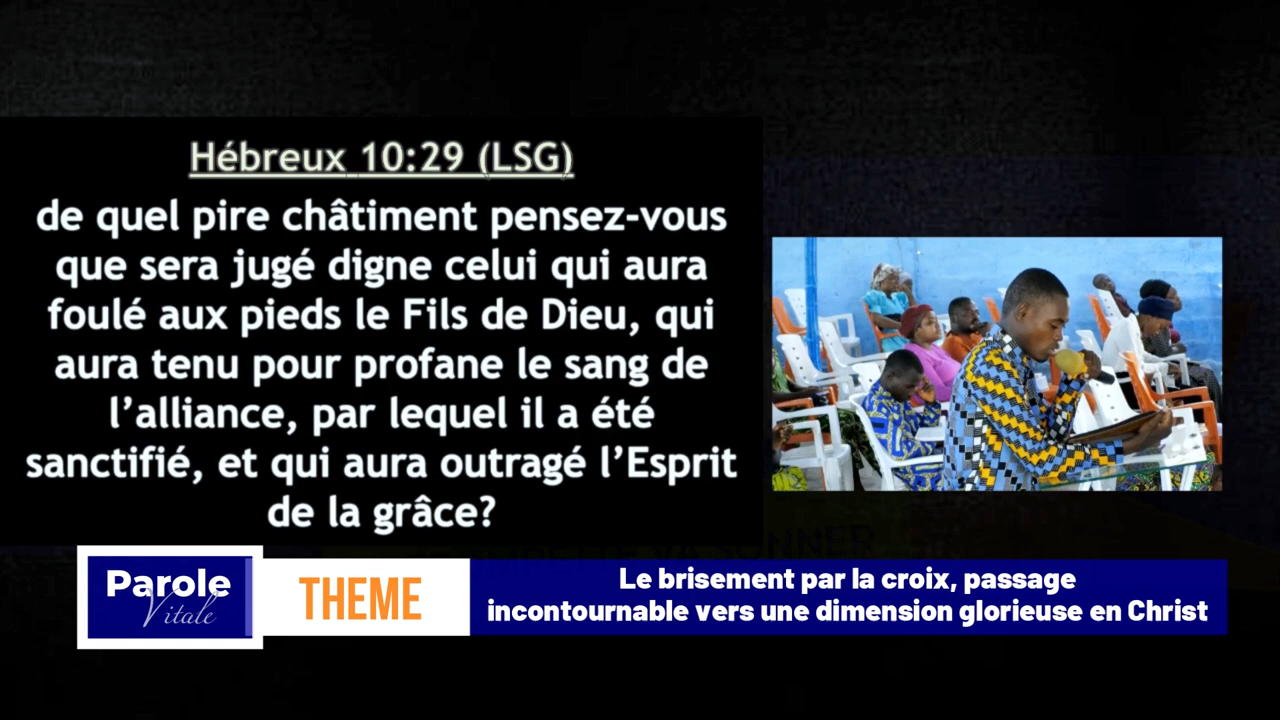 Hébreux 10:29 (LSG)
de quel pire châtiment pensez-vous
que sera jugé digne celui qui aura
foulé aux pieds le Fils de Dieu, qui
aura tenu pour profane le sang de
l’alliance, par lequel il a été
sanctifié, et qui aura outragé l’Esprit
de la grâce?
Parole
Vitale
THEME
Le brisement par la croix, passage
incontournable vers une dimension glorieuse en Christ